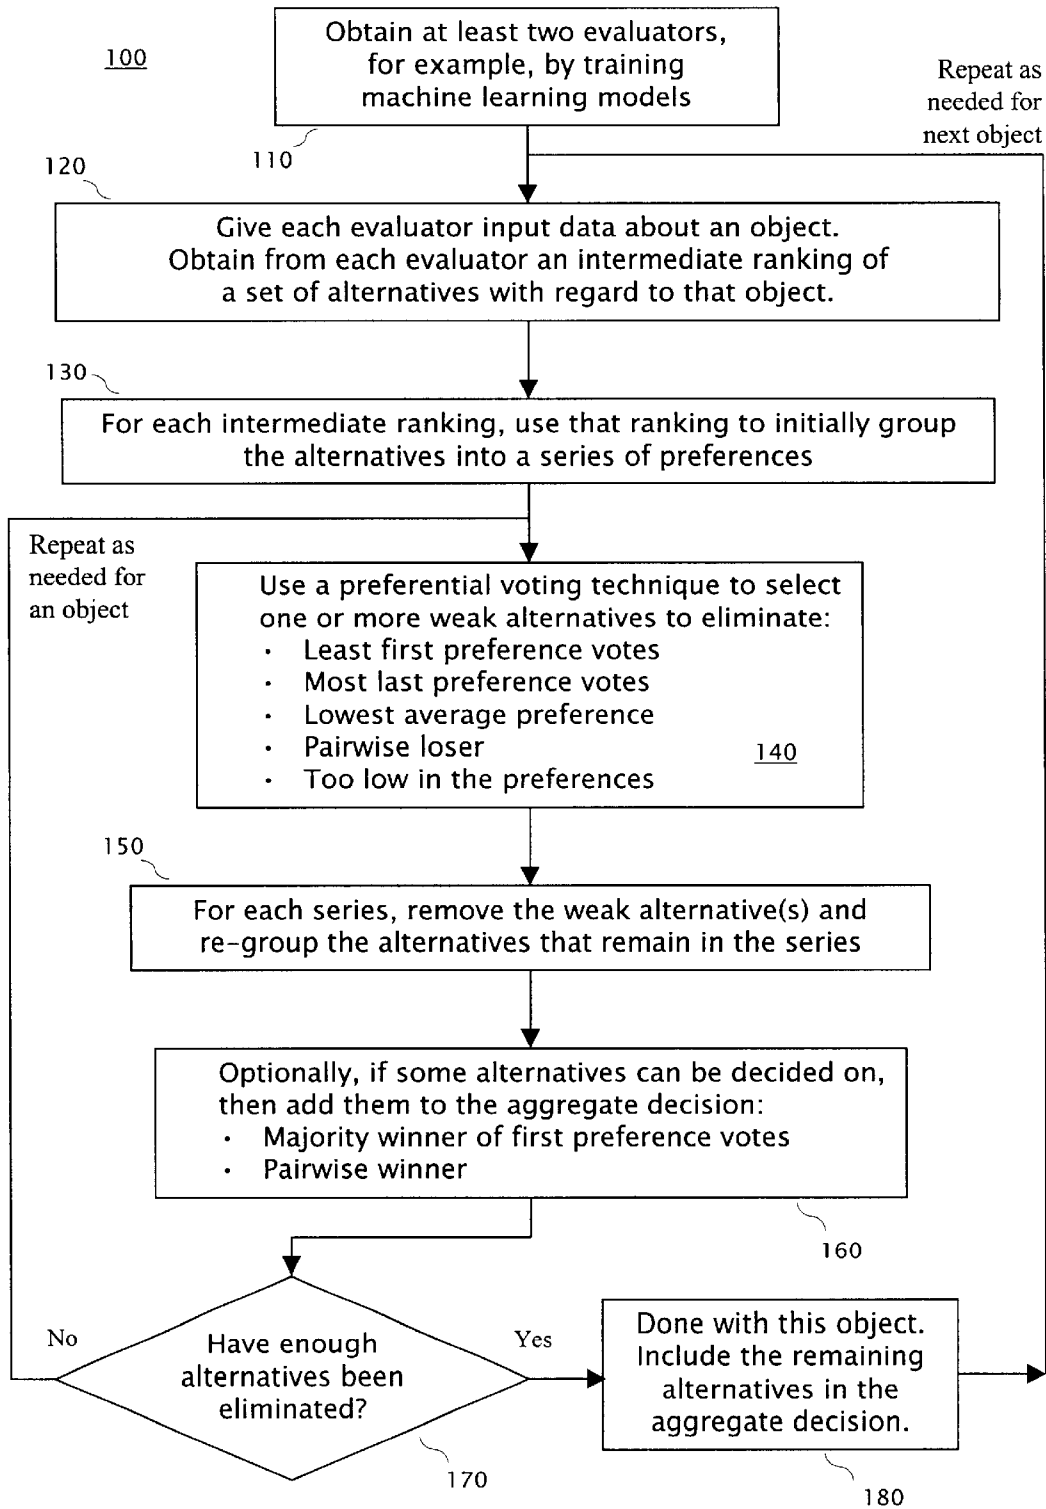 100
Obtain at least two evaluators,
for example, by training
machine learning models
110
Repeat as
needed for
next object
120
Give each evaluator input data about an object.
Obtain from each evaluator an intermediate ranking of
a set of alternatives with regard to that object.
130
For each intermediate ranking, use that ranking to initially group
the alternatives into a series of preferences
Repeat as
needed for
an object
Use a preferential voting technique to select
one or more weak alternatives to eliminate:
· Least first preference votes
· Most last preference votes
· Lowest average preference
· Pairwise loser
· Too low in the preferences
140
150
For each series, remove the weak alternative(s) and
re-group the alternatives that remain in the series
Optionally, if some alternatives can be decided on,
then add them to the aggregate decision:
· Majority winner of first preference votes
· Pairwise winner
160
No
Have enough
alternatives been
eliminated?
Yes
170
Done with this object.
Include the remaining
alternatives in the
aggregate decision.
180